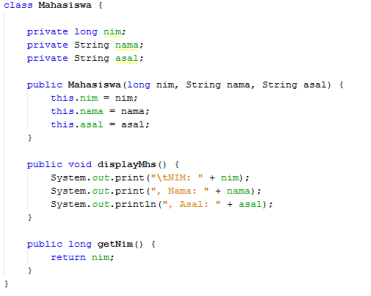 class Mahasiswa {
private long nim;
private String nama;
private String asal;
public Mahasiswa(long nim, String nama, String asal) {
this.nim = nim;
this.nama = nama;
this.asal = asal;
}
public void displayMhs() {
System.out.print("\tNIM: " + nim);
System.out.print(", Nama: " + nama);
System.out.println(", Asal: " + asal);
}
public long getNim() {
return nim;
}
}